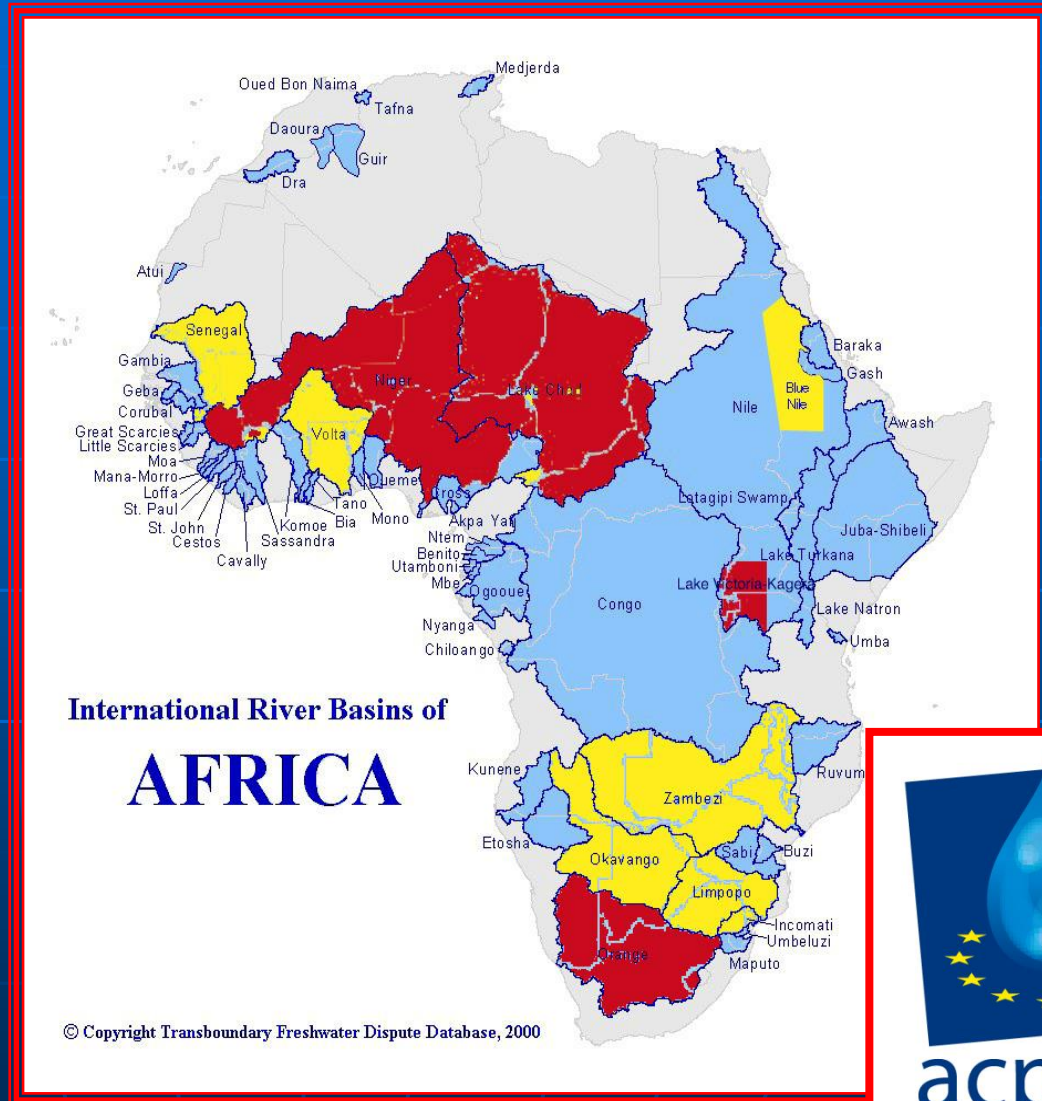 Medjerda
Oued Bon Naima
Tafna
Daoura
Guir
Dra
Atui
Senegal
Gambia
Geba
Corubal
Great Scarcies
Little Scarcies
Moa
Mana-Morro
Loffa
St. Paul
St. John
Cestos
Cavally
Sassandra
Komoe
Bia
Tano
Volta
Mono
Oueme
Niger
Lake Chad
Cross
Akpa Yafi
Ntem
Benito
Utamboni
Mbe
Ogooue
Nyanga
Chiloango
Congo
Nile
Blue
Nile
Baraka
Gash
Awash
Latagipi Swamp
Juba-Shibeli
Lake Turkana
Lake Victoria-Kagera
Lake Natron
Umba
International River Basins of
AFRICA
Kunene
Etosha
Zambezi
Ruvum
Okavango
Sabi
Buzi
Limpopo
Incomati
Umbeluzi
Maputo
Orange
© Copyright Transboundary Freshwater Dispute Database, 2000
acp